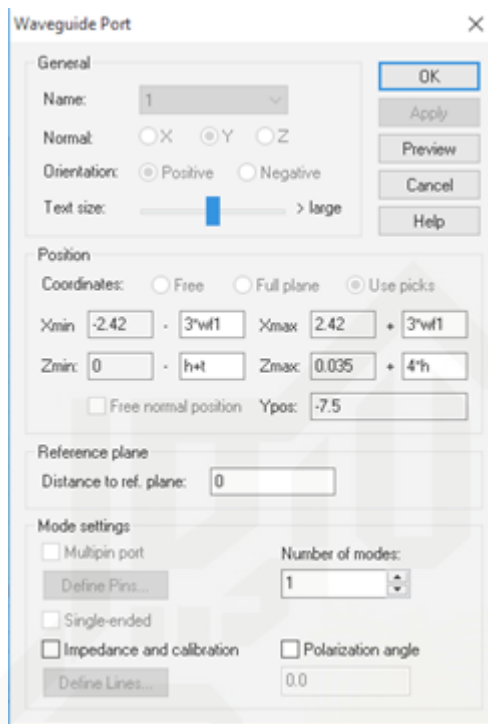 Waveguide Port
General
OK
Name: 1
Apply
Normal: X Y Z
Preview
Orientation: Positive Negative
Cancel
Text size: > large
Help
Position
Coordinates: Free Full plane Use picks
Xmin -2.42 - 3*wf1 Xmax 2.42 + 3*wf1
Zmin: 0 - h+t Zmax: 0.035 + 4*h
Free normal position Ypos: -7.5
Reference plane
Distance to ref. plane: 0
Mode settings
Multipin port Number of modes:
Define Pins... 1
Single-ended
Impedance and calibration Polarization angle
Define Lines... 0.0